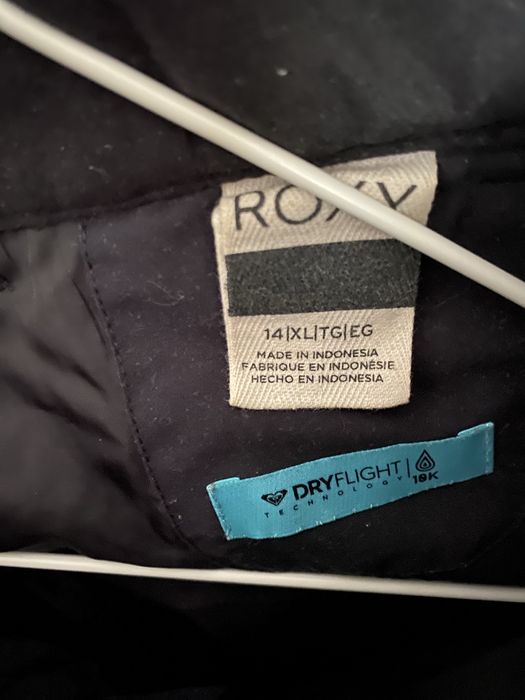 ROXY
14|XL|TG|EG
MADE IN INDONESIA
FABRIQUE EN INDONÉSIE
HECHO EN INDONESIA
DRYFLIGHT
TECHNOLOGY
10K